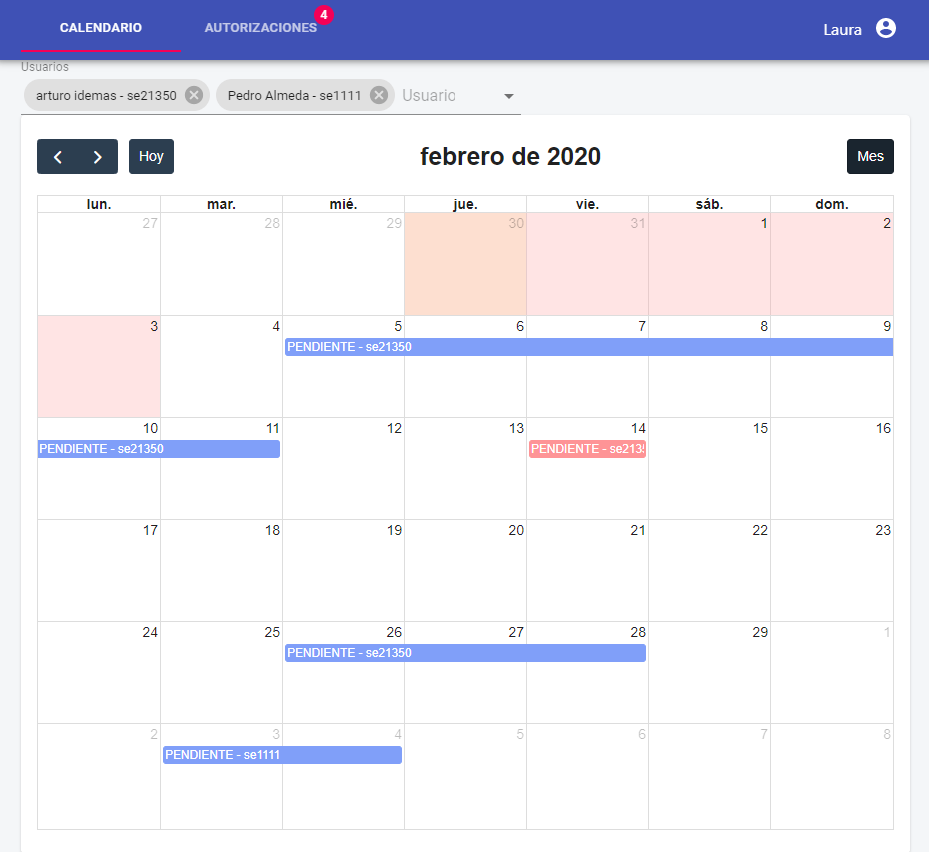 CALENDARIO AUTORIZACIONES 4 Laura
Usuarios
arturo idemas - se21350 Pedro Almeda - se1111 Usuario
Hoy febrero de 2020 Mes
lun. mar. mié. jue. vie. sáb. dom.
27 28 29 30 31 1 2
3 4 5 6 7 8 9
PENDIENTE - se21350
10 11 12 13 14 15 16
PENDIENTE - se21350 PENDIENTE - se2135
17 18 19 20 21 22 23
24 25 26 27 28 29 1
PENDIENTE - se21350
2 3 4 5 6 7 8
PENDIENTE - se1111